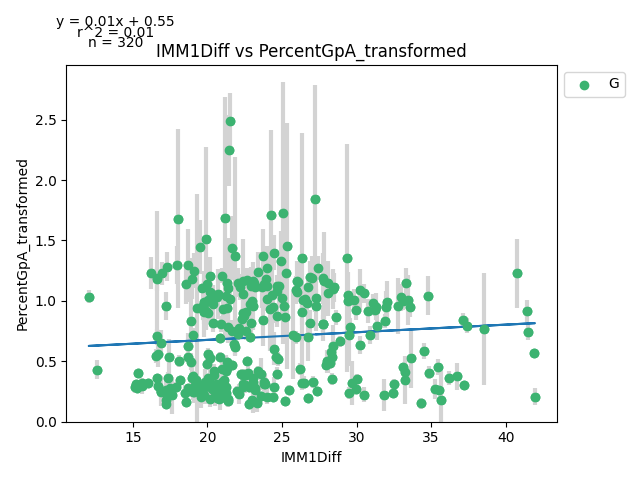 y = 0.01x + 0.55
r^2 = 0.01
n = 320
IMM1Diff vs PercentGpA_transformed
G
PercentGpA_transformed
2.5
2.0
1.5
1.0
0.5
0.0
15 20 25 30 35 40
IMM1Diff